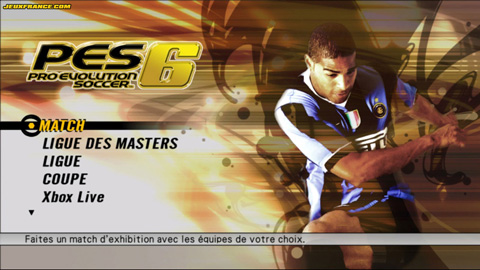 JEUXFRANCE.COM
PES 6
PRO EVOLUTION
SOCCER™
MATCH
LIGUE DES MASTERS
LIGUE
COUPE
Xbox Live
Faites un match d'exhibition avec les équipes de votre choix.